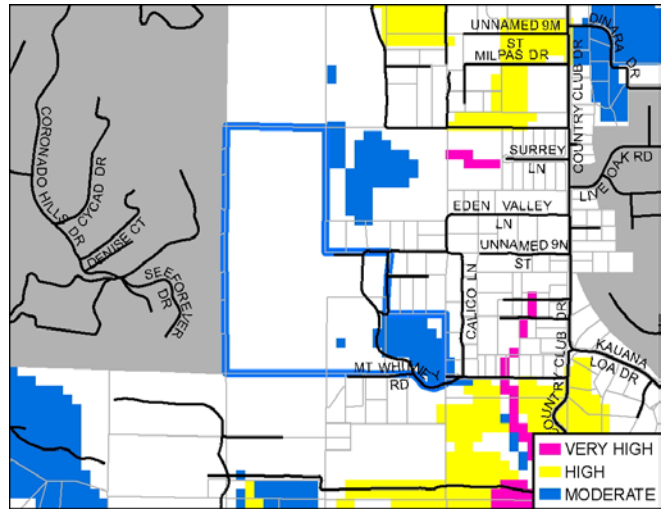 UNNAMED 9M
ST
MILPAS DR
DINARA DR
COUNTRY CLUB DR
SURREY
LN
LIVE OAK RD
EDEN VALLEY
LN
UNNAMED 9N
ST
CORONADO HILLS DR
CYCAD DR
DENISE CT
SEEFOREVER
DR
CALICO LN
COUNTRY CLUB DR
KAUANA
LOA DR
MT WHITNEY
RD
VERY HIGH
HIGH
MODERATE